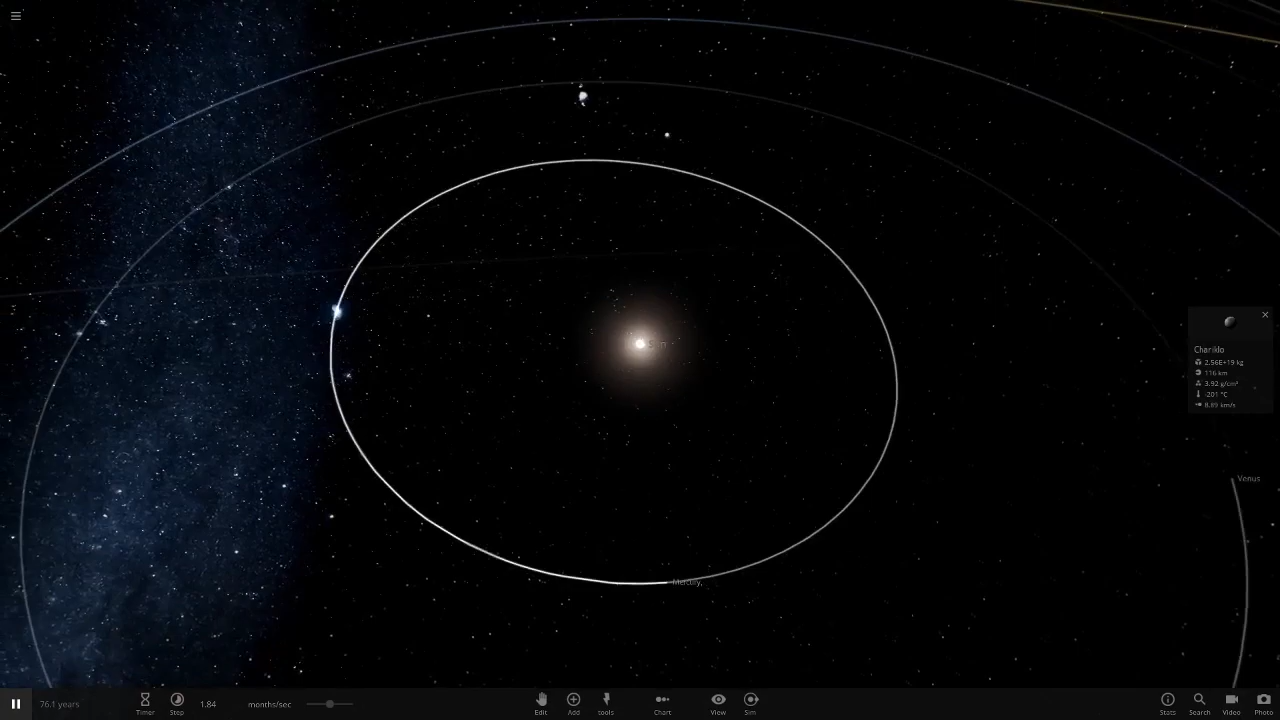 Sun
Chariklo
2.56E+19 kg
116 km
3.92 g/cm³
-201 °C
8.89 km/s
Venus
Mercury
76.1 years
Timer
Step
1.84
months/sec
Edit
Add
tools
Chart
View
Sim
Stats
Search
Video
Photo